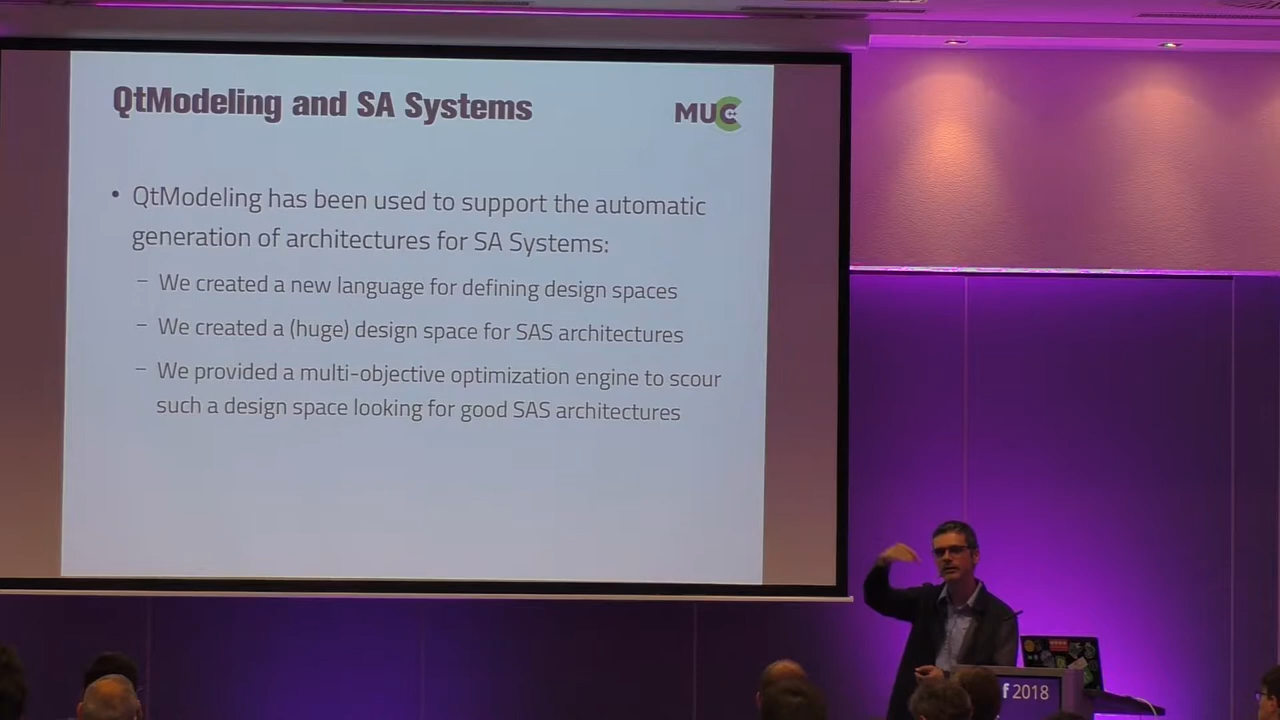 QtModeling and SA Systems
MUC
• QtModeling has been used to support the automatic
generation of architectures for SA Systems:
– We created a new language for defining design spaces
– We created a (huge) design space for SAS architectures
– We provided a multi-objective optimization engine to scour
such a design space looking for good SAS architectures
f 2018